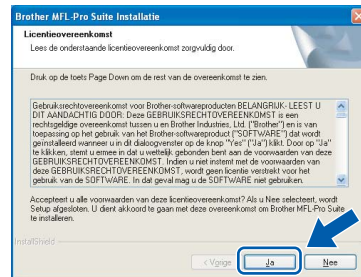 Brother MFL-Pro Suite Installatie
Licentieovereenkomst
Lees de onderstaande licentieovereenkomst zorgvuldig door.
Druk op de toets Page Down om de rest van de overeenkomst te zien.
Gebruiksrechtovereenkomst voor Brother-softwareproducten BELANGRIJK- LEEST U
DIT AANDACHTIG DOOR: Deze GEBRUIKSRECHTOVEREENKOMST is een
rechtsgeldige overeenkomst tussen u en Brother Industries, Ltd. ("Brother") en is van
toepassing op het gebruik van het Brother-softwareproduct ("SOFTWARE") dat wordt
geïnstalleerd wanneer u in dit dialoogvenster op de knop "Yes" ("Ja") klikt. Door op "Ja"
te klikken, stemt u ermee in dat u wettelijk gebonden bent aan de voorwaarden van deze
GEBRUIKSRECHTOVEREENKOMST. Indien u niet instemt met de voorwaarden van
deze GEBRUIKSRECHTOVEREENKOMST, wordt geen licentie verstrekt voor het
gebruik van de SOFTWARE. In dat geval mag u de SOFTWARE niet gebruiken.
Accepteert u alle voorwaarden van deze licentieovereenkomst? Als u Nee selecteert, wordt
Setup afgesloten. U dient akkoord te gaan met deze overeenkomst om Brother MFL-Pro Suite
te installeren.
InstallShield
< Vorige
Ja
Nee